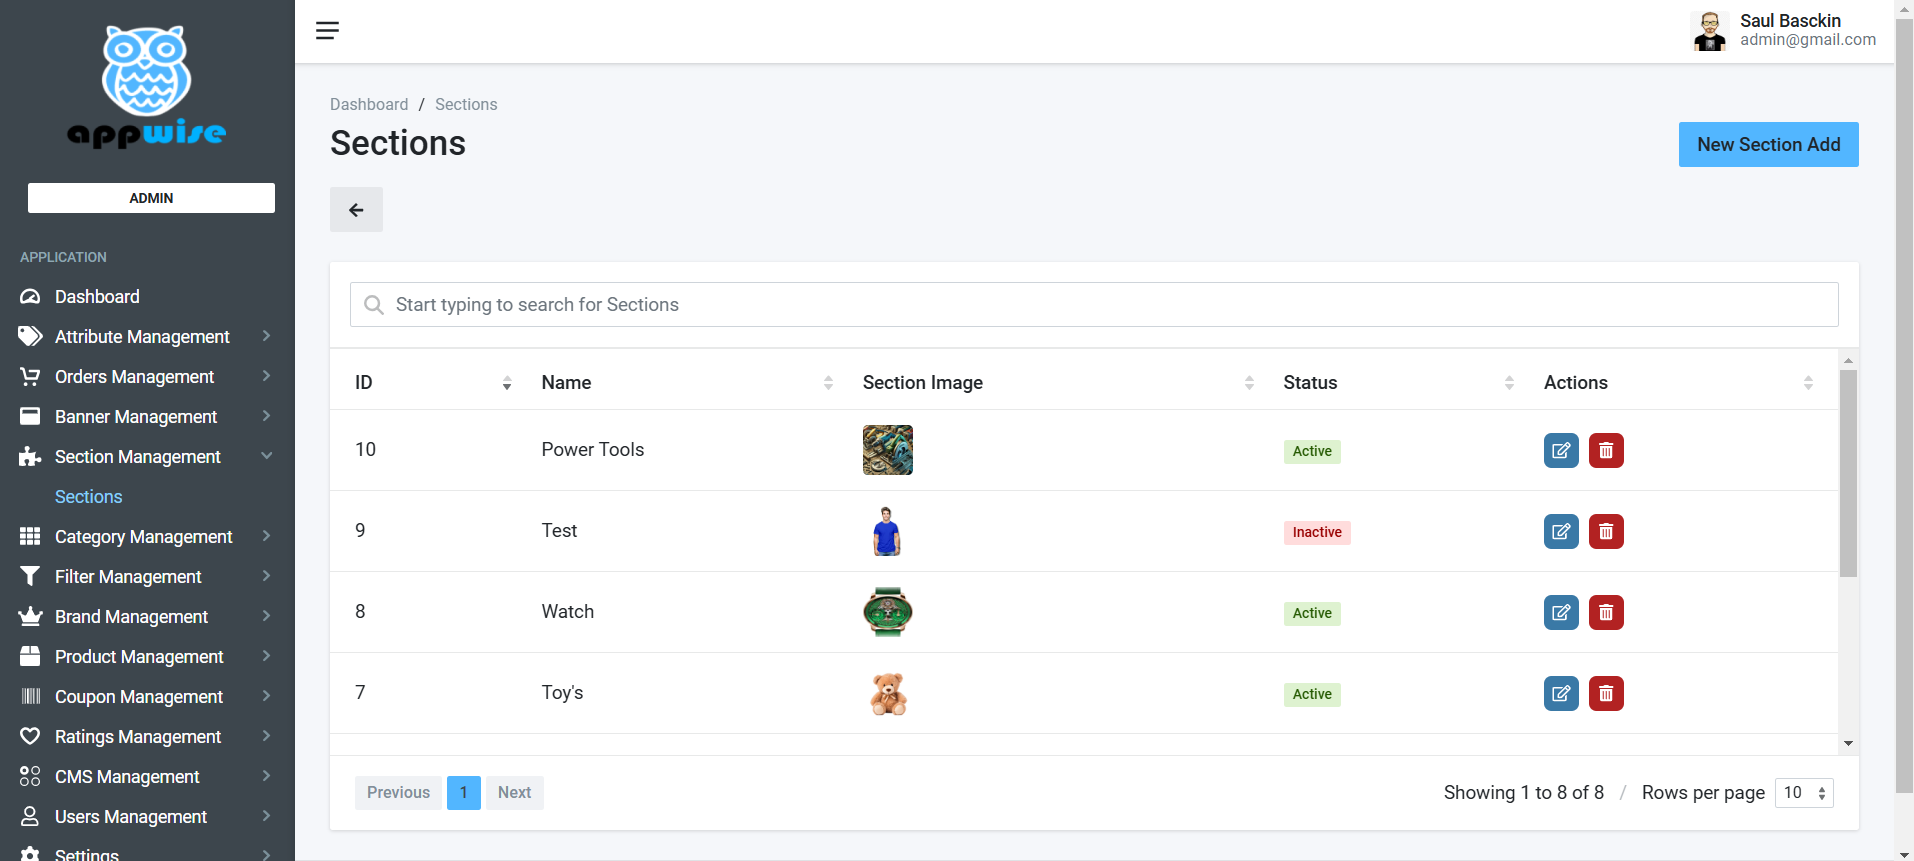 appwise
ADMIN
APPLICATION
Dashboard
Attribute Management
Orders Management
Banner Management
Section Management
Sections
Category Management
Filter Management
Brand Management
Product Management
Coupon Management
Ratings Management
CMS Management
Users Management
Settings
Saul Basckin
admin@gmail.com
Dashboard / Sections
Sections
New Section Add
Start typing to search for Sections
ID Name Section Image Status Actions
10 Power Tools Active
9 Test Inactive
8 Watch Active
7 Toy's Active
Previous 1 Next
Showing 1 to 8 of 8 / Rows per page 10